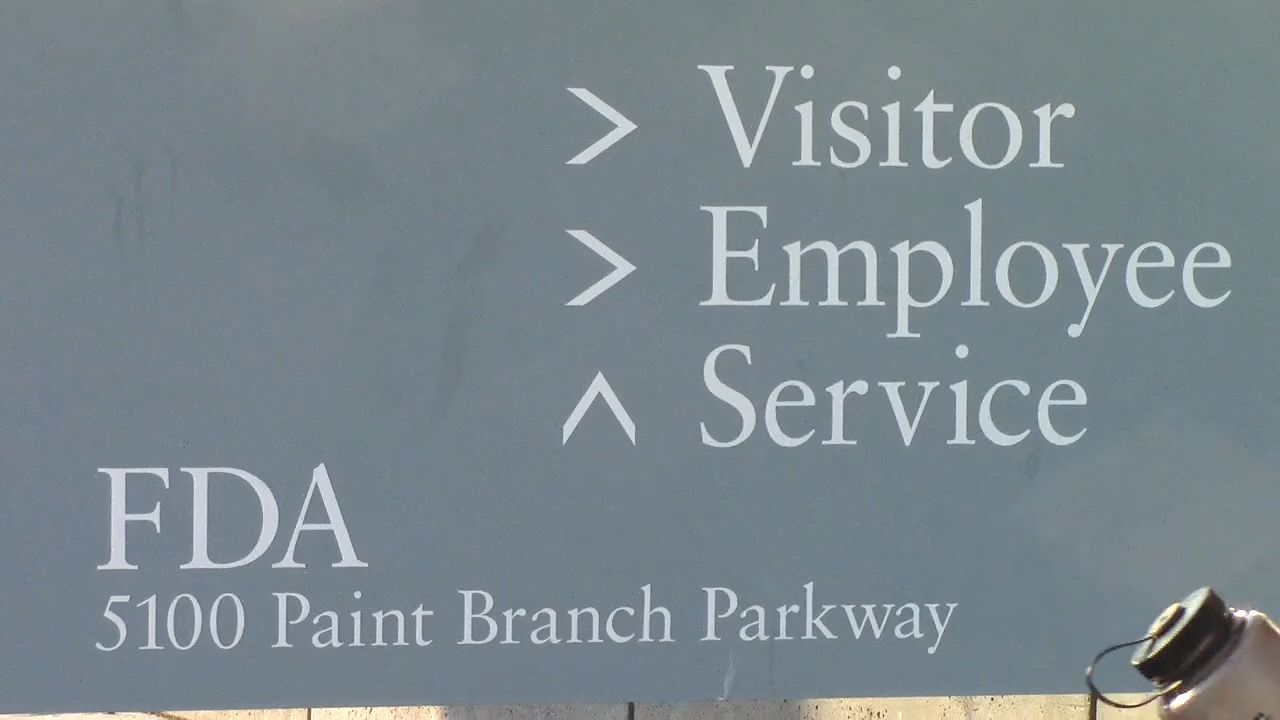 > Visitor
> Employee
^ Service
FDA
5100 Paint Branch Parkway